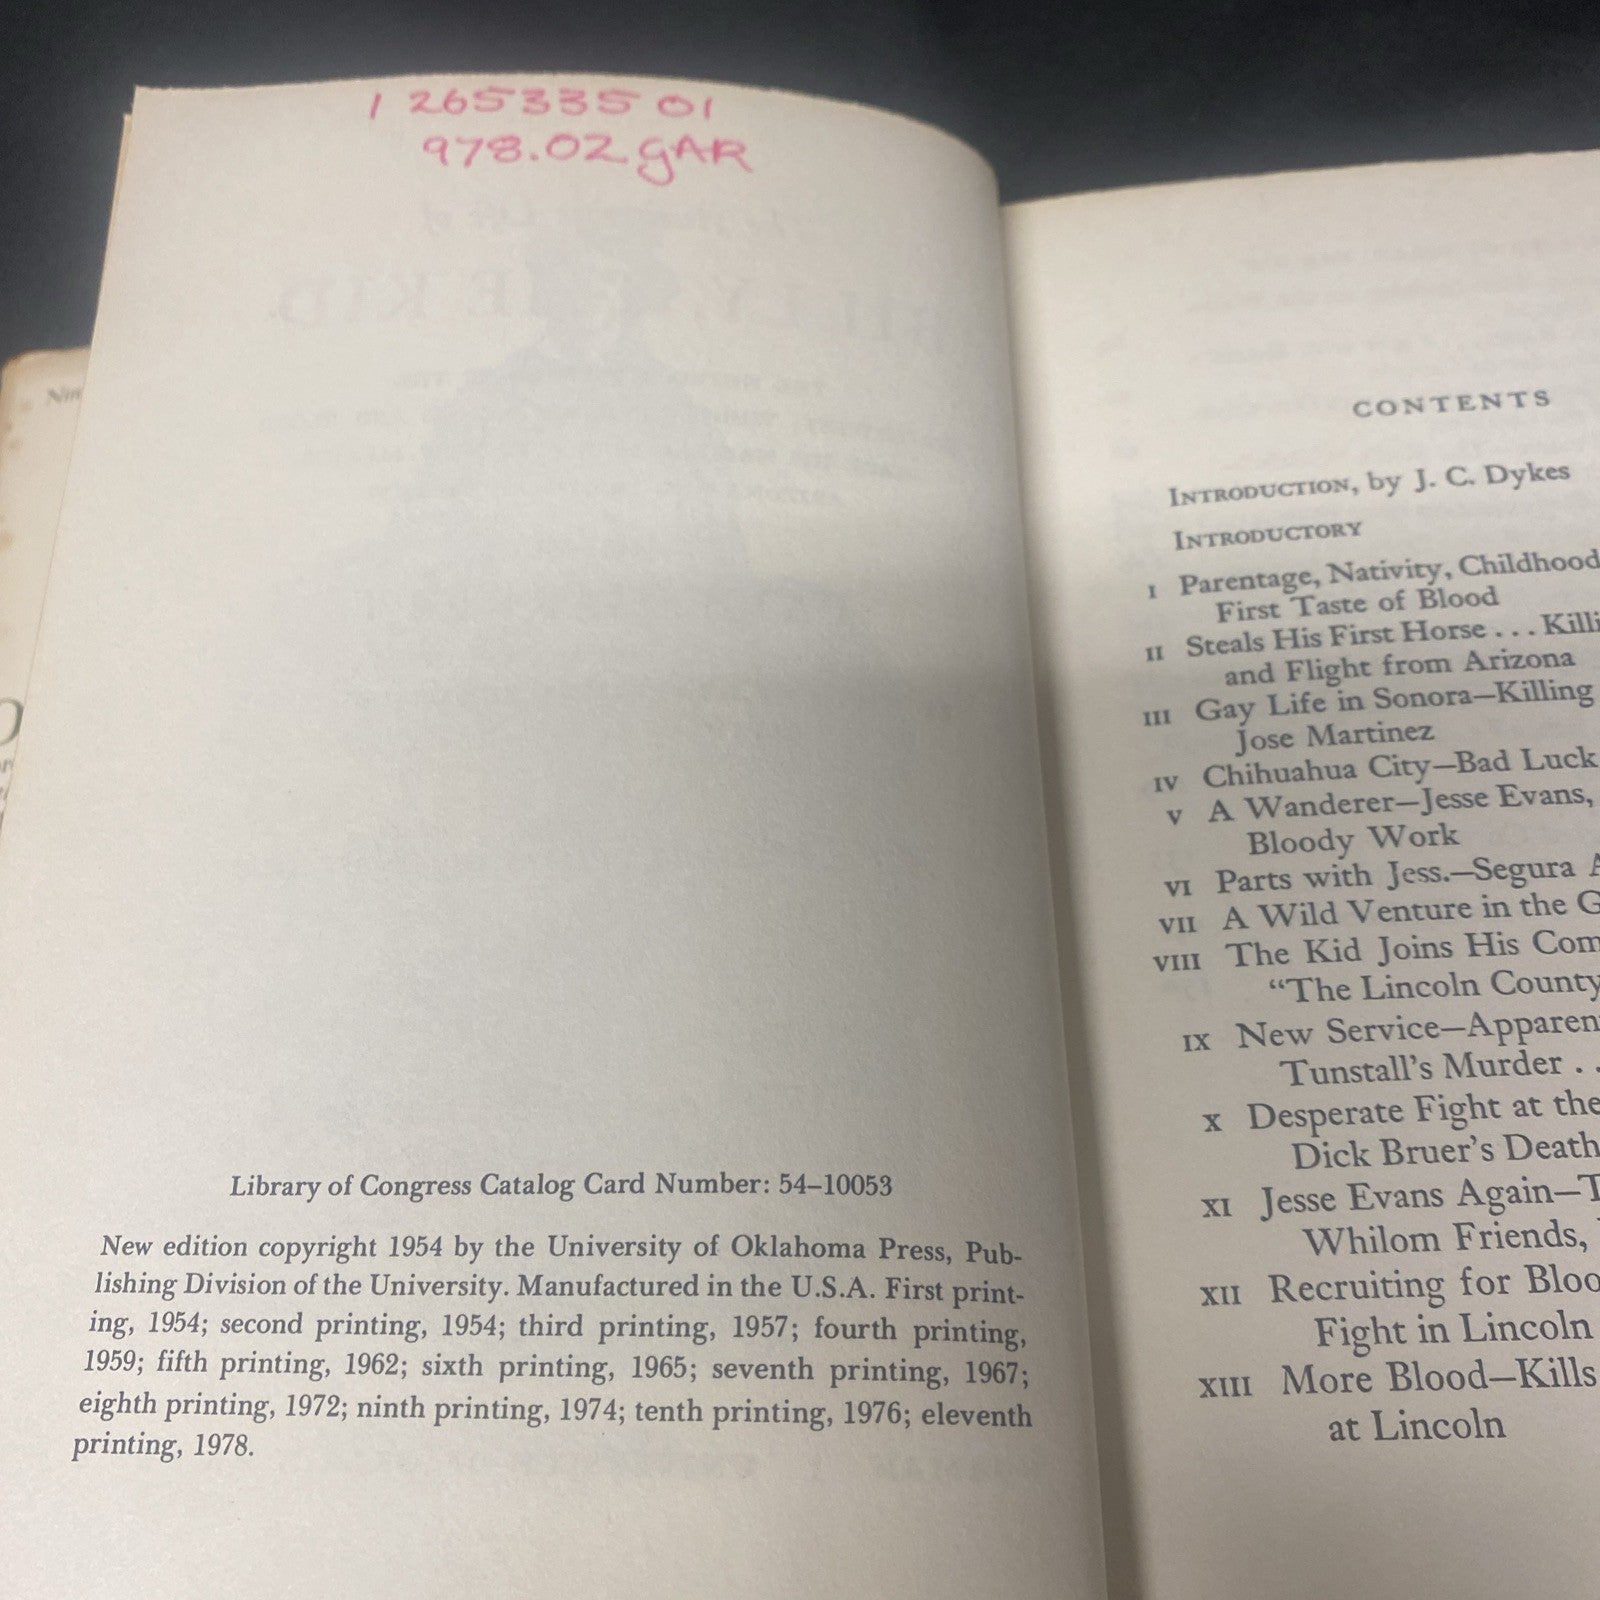 1 265335 01
978.02 gAR
Library of Congress Catalog Card Number: 54–10053
New edition copyright 1954 by the University of Oklahoma Press, Pub-
lishing Division of the University. Manufactured in the U.S.A. First print-
ing, 1954; second printing, 1954; third printing, 1957; fourth printing,
1959; fifth printing, 1962; sixth printing, 1965; seventh printing, 1967;
eighth printing, 1972; ninth printing, 1974; tenth printing, 1976; eleventh
printing, 1978.
CONTENTS
INTRODUCTION, by J. C. Dykes
INTRODUCTORY
I Parentage, Nativity, Childhood
First Taste of Blood
II Steals His First Horse . . . Killi
and Flight from Arizona
III Gay Life in Sonora—Killing
Jose Martinez
IV Chihuahua City—Bad Luck
V A Wanderer—Jesse Evans,
Bloody Work
VI Parts with Jess.—Segura A
VII A Wild Venture in the G
VIII The Kid Joins His Com
"The Lincoln County
IX New Service—Apparen
Tunstall's Murder . .
X Desperate Fight at the
Dick Bruer's Death
XI Jesse Evans Again—T
Whilom Friends,
XII Recruiting for Bloo
Fight in Lincoln
XIII More Blood—Kills
at Lincoln